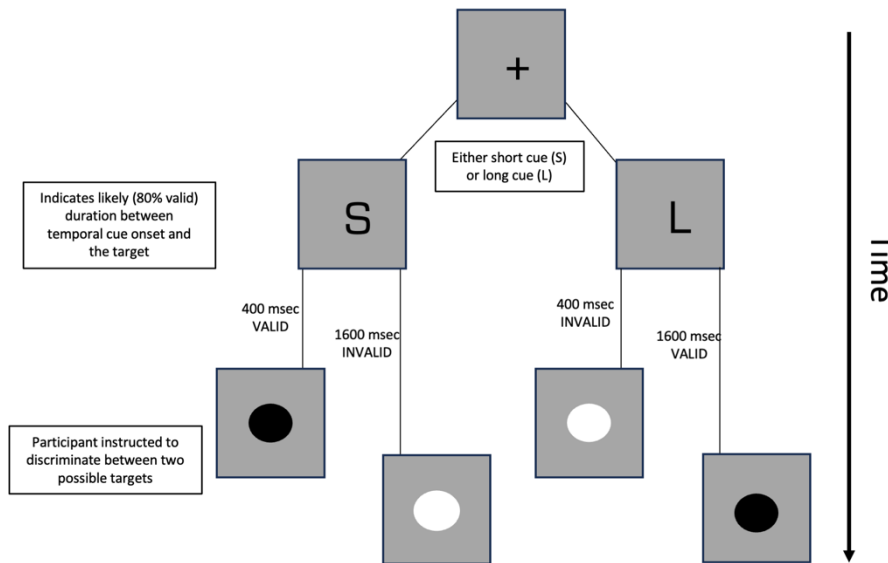 +
Either short cue (S)
or long cue (L)
S
L
Indicates likely (80% valid)
duration between
temporal cue onset and
the target
400 msec
VALID
1600 msec
INVALID
400 msec
INVALID
1600 msec
VALID
Participant instructed to
discriminate between two
possible targets
Time